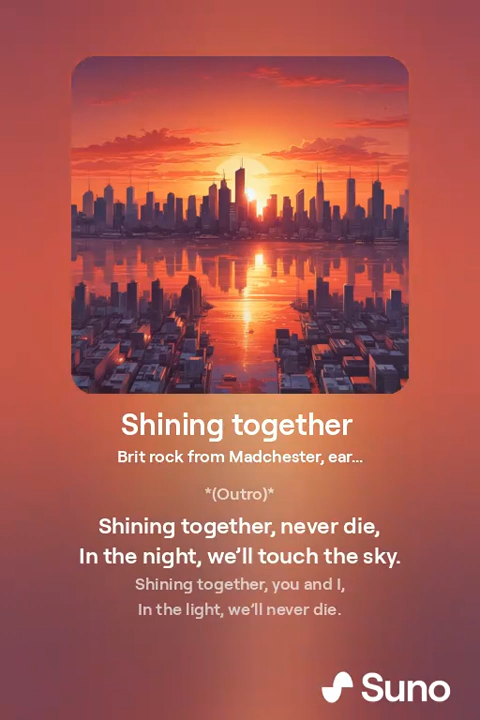 Shining together
Brit rock from Madchester, ear...
*(Outro)*
Shining together, never die,
In the night, we’ll touch the sky.
Shining together, you and I,
In the light, we’ll never die.
Suno